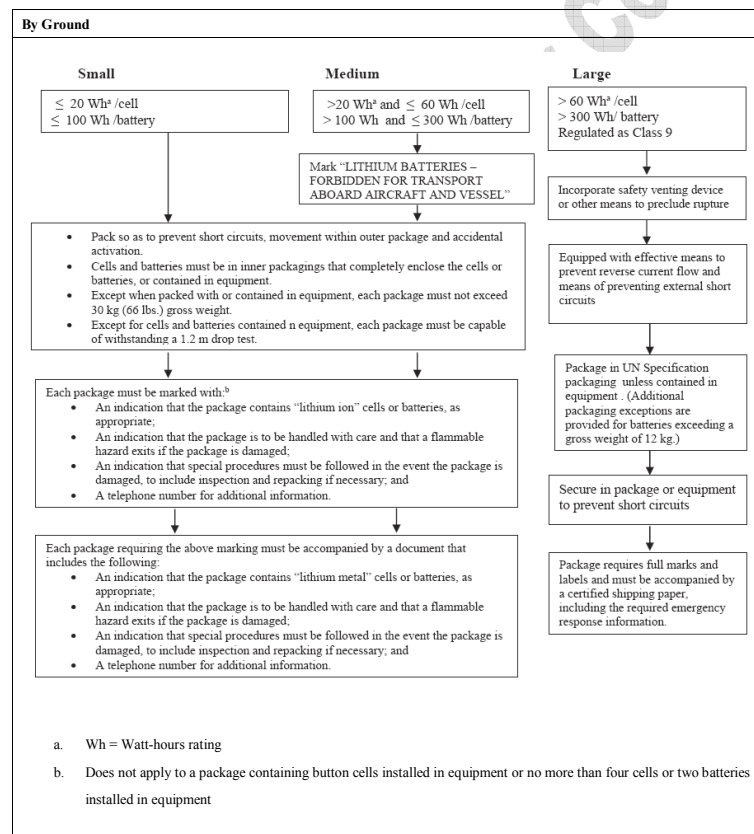 By Ground
Small
≤ 20 Whᵃ /cell
≤ 100 Wh /battery
Medium
>20 Whᵃ and ≤ 60 Wh /cell
> 100 Wh and ≤ 300 Wh/battery
Mark “LITHIUM BATTERIES –
FORBIDDEN FOR TRANSPORT
ABOARD AIRCRAFT AND VESSEL”
• Pack so as to prevent short circuits, movement within outer package and accidental
activation.
• Cells and batteries must be in inner packagings that completely enclose the cells or
batteries, or contained in equipment.
• Except when packed with or contained in equipment, each package must not exceed
30 kg (66 lbs.) gross weight.
• Except for cells and batteries contained n equipment, each package must be capable
of withstanding a 1.2 m drop test.
Each package must be marked with:ᵇ
• An indication that the package contains “lithium ion” cells or batteries, as
appropriate;
• An indication that the package is to be handled with care and that a flammable
hazard exits if the package is damaged;
• An indication that special procedures must be followed in the event the package is
damaged, to include inspection and repacking if necessary; and
• A telephone number for additional information.
Each package requiring the above marking must be accompanied by a document that
includes the following:
• An indication that the package contains “lithium metal” cells or batteries, as
appropriate;
• An indication that the package is to be handled with care and that a flammable
hazard exits if the package is damaged;
• An indication that special procedures must be followed in the event the package is
damaged, to include inspection and repacking if necessary; and
• A telephone number for additional information.
Large
> 60 Whᵃ /cell
> 300 Wh/ battery
Regulated as Class 9
Incorporate safety venting device
or other means to preclude rupture
Equipped with effective means to
prevent reverse current flow and
means of preventing external short
circuits
Package in UN Specification
packaging unless contained in
equipment . (Additional
packaging exceptions are
provided for batteries exceeding a
gross weight of 12 kg.)
Secure in package or equipment
to prevent short circuits
Package requires full marks and
labels and must be accompanied by
a certified shipping paper,
including the required emergency
response information.
a. Wh = Watt-hours rating
b. Does not apply to a package containing button cells installed in equipment or no more than four cells or two batteries
installed in equipment